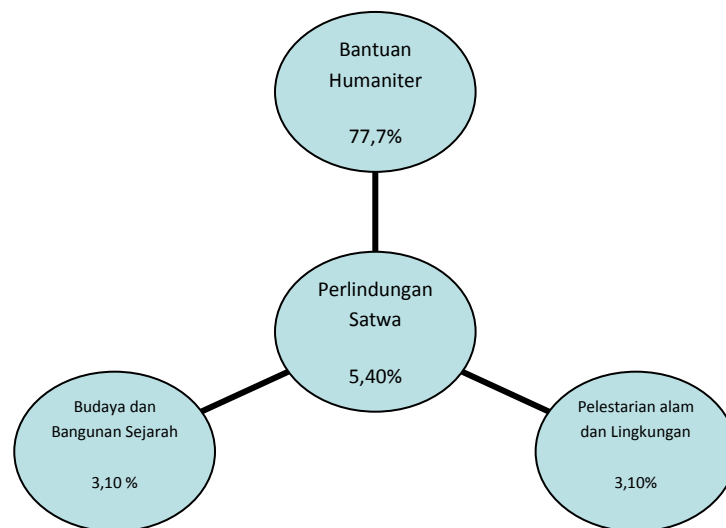 Bantuan
Humaniter
77,7%
Perlindungan
Satwa
5,40%
Budaya dan
Bangunan Sejarah
3,10 %
Pelestarian alam
dan Lingkungan
3,10%